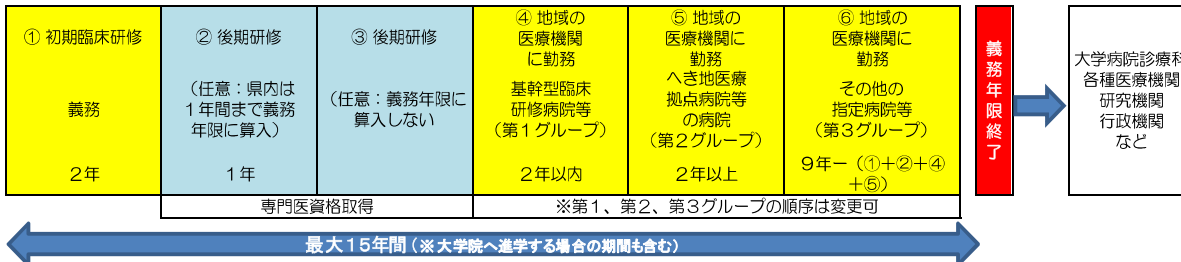 ① 初期臨床研修
義務
2年
② 後期研修
（任意：県内は
１年間まで義務
年限に算入）
１年
③ 後期研修
（任意：義務年限に
算入しない）
④ 地域の
医療機関
に勤務
基幹型臨床
研修病院等
（第１グループ）
２年以内
⑤ 地域の
医療機関に
勤務
へき地医療
拠点病院等
の病院
（第２グループ）
２年以上
⑥ 地域の
医療機関に
勤務
その他の
指定病院等
（第３グループ）
９年ー（①＋②＋④
＋⑤）
専門医資格取得
※第１、第２、第３グループの順序は変更可
義務年限終了
大学病院診療科
各種医療機関
研究機関
行政機関
など
最大１５年間（※大学院へ進学する場合の期間も含む）